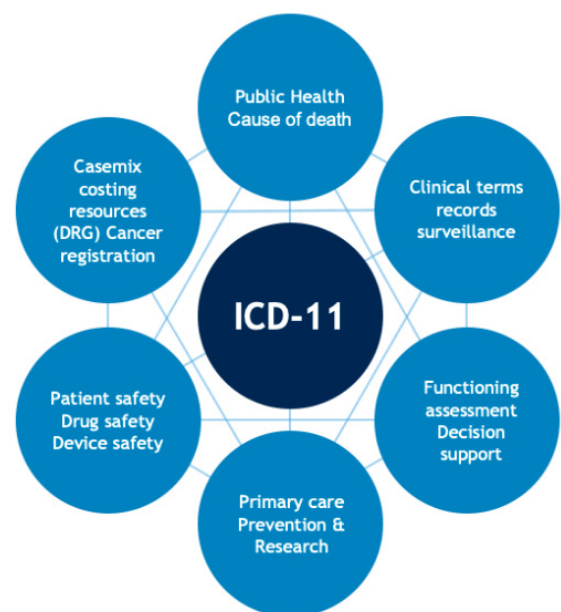 Public Health
Cause of death
Casemix
costing
resources
(DRG) Cancer
registration
Clinical terms
records
surveillance
ICD-11
Patient safety
Drug safety
Device safety
Functioning
assessment
Decision
support
Primary care
Prevention &
Research